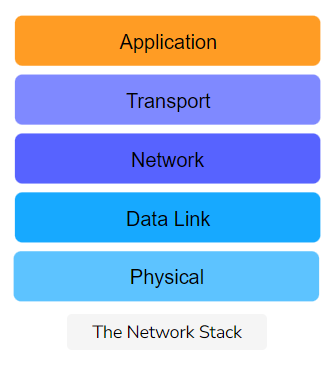 Application
Transport
Network
Data Link
Physical
The Network Stack